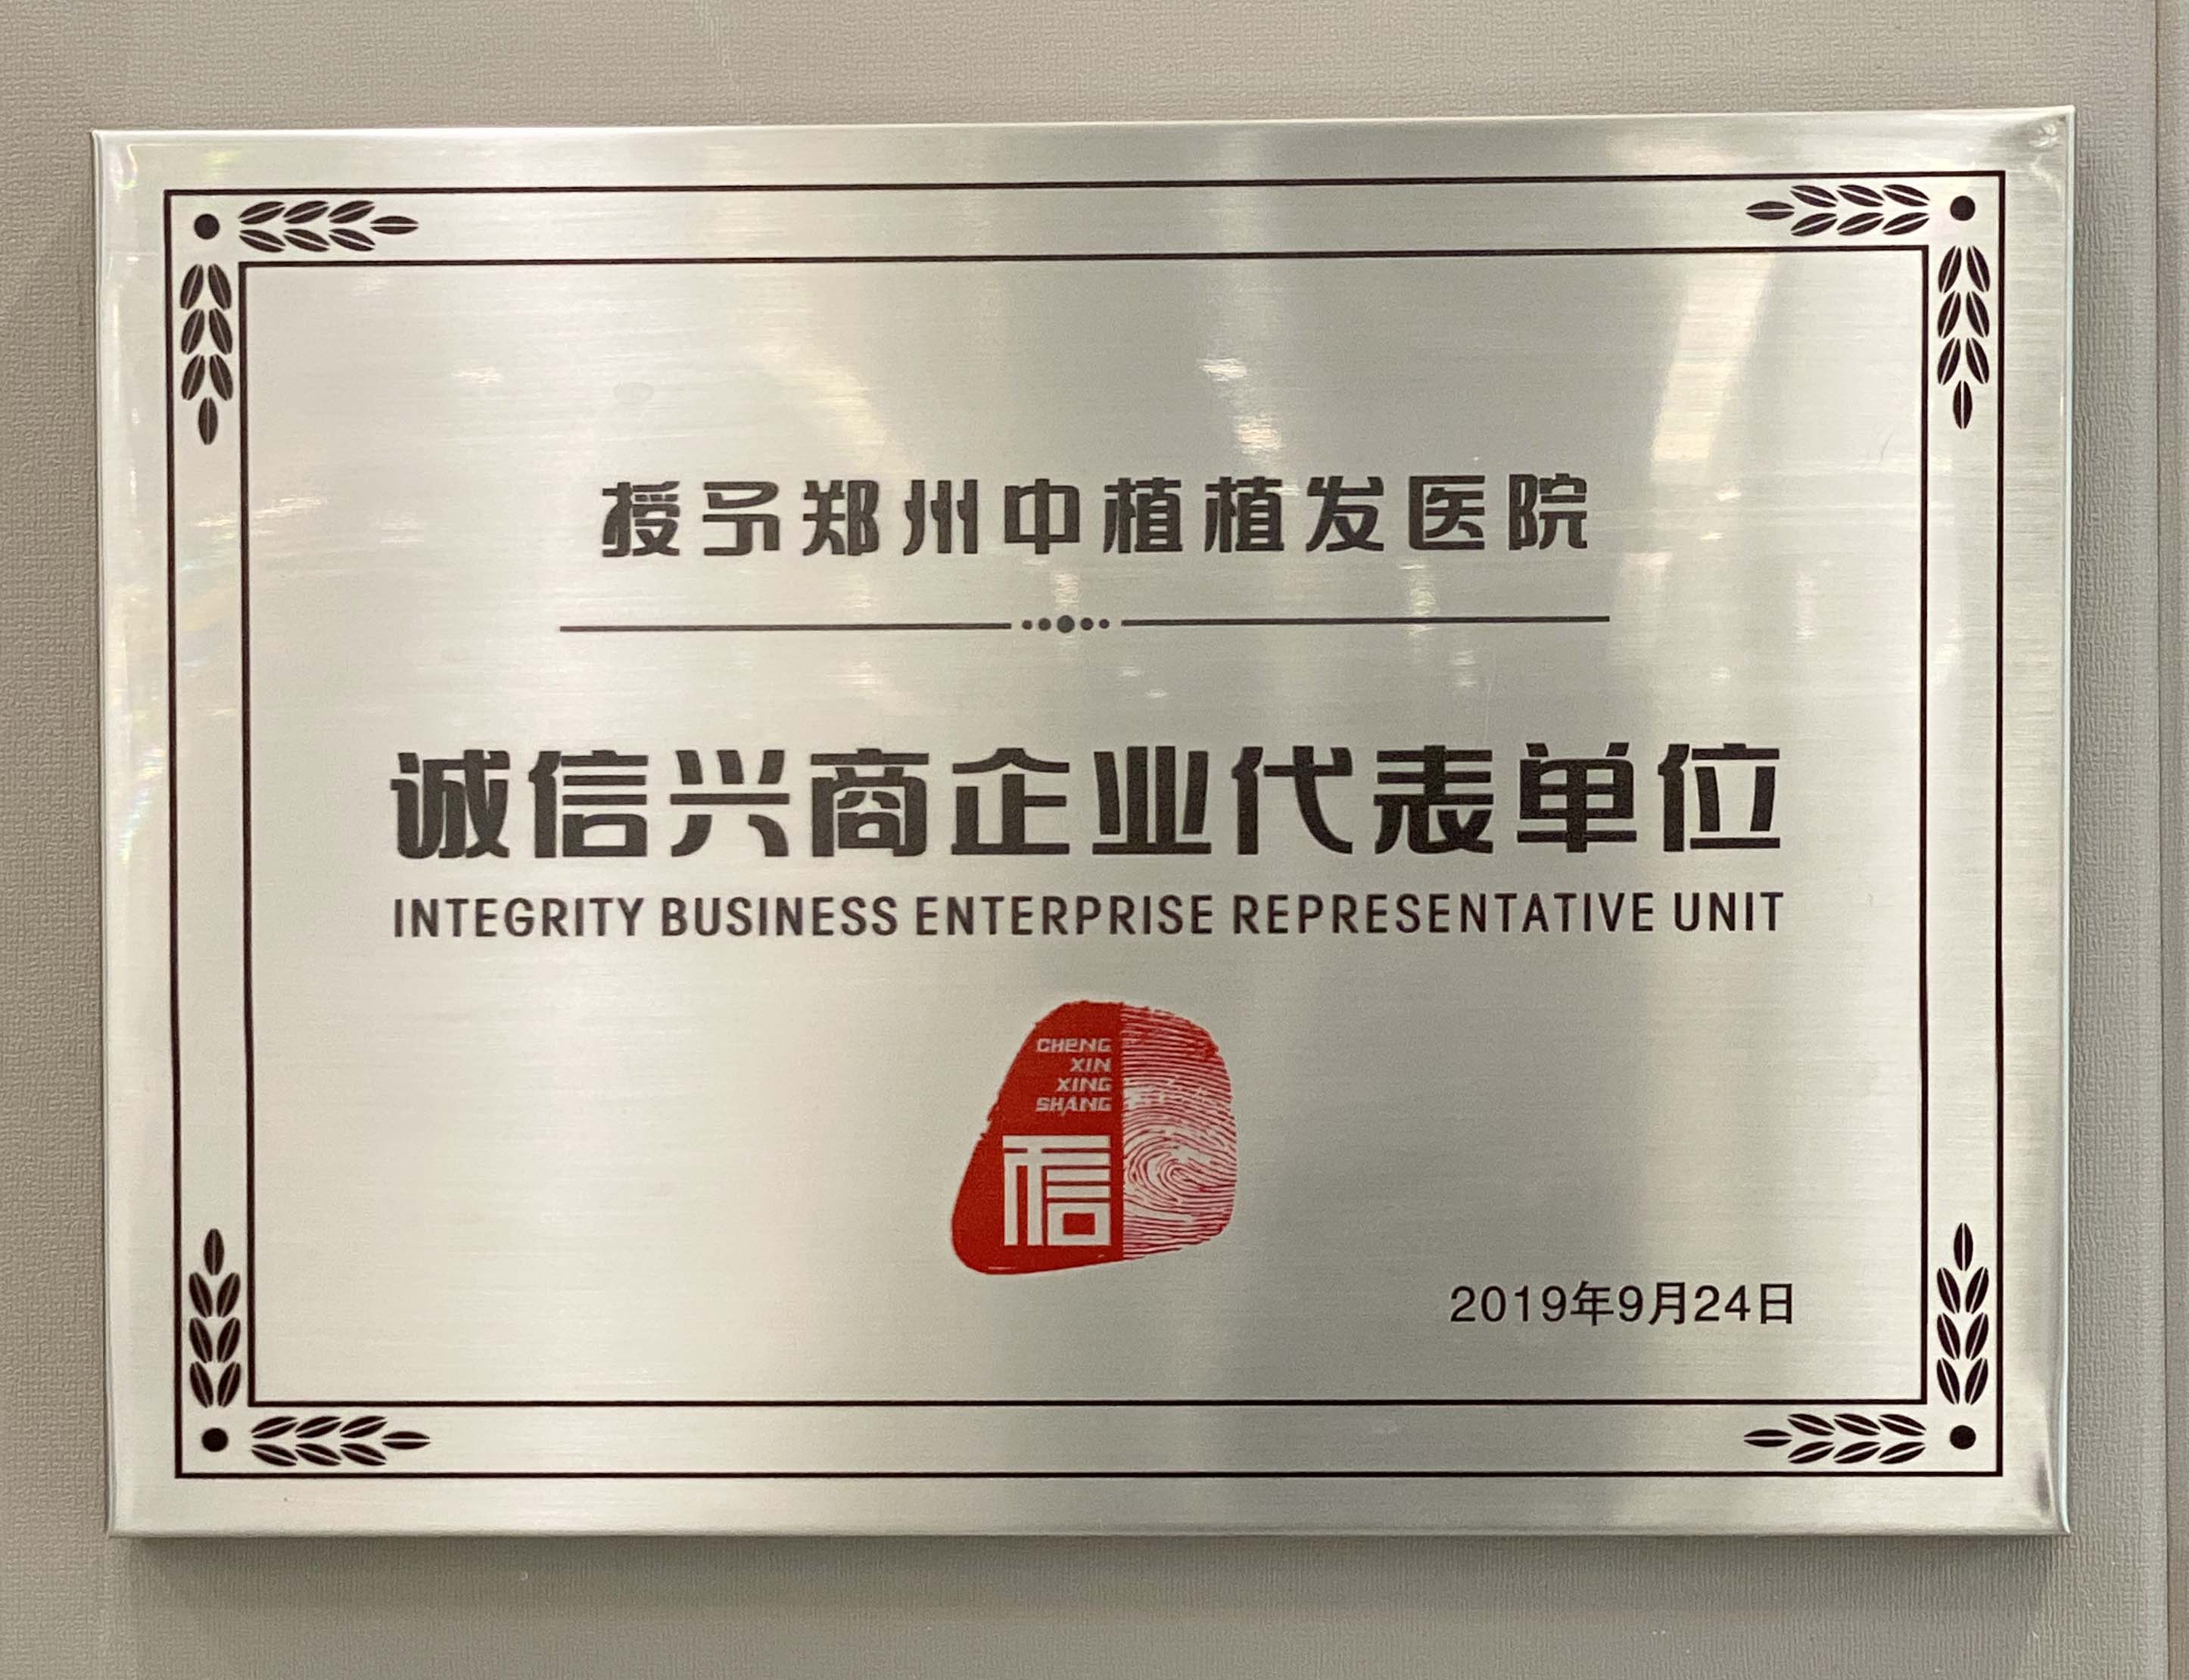 授予郑州中植植发医院
诚信兴商企业代表单位
INTEGRITY BUSINESS ENTERPRISE REPRESENTATIVE UNIT
CHENG
XIN
XING
SHANG
信
2019年9月24日